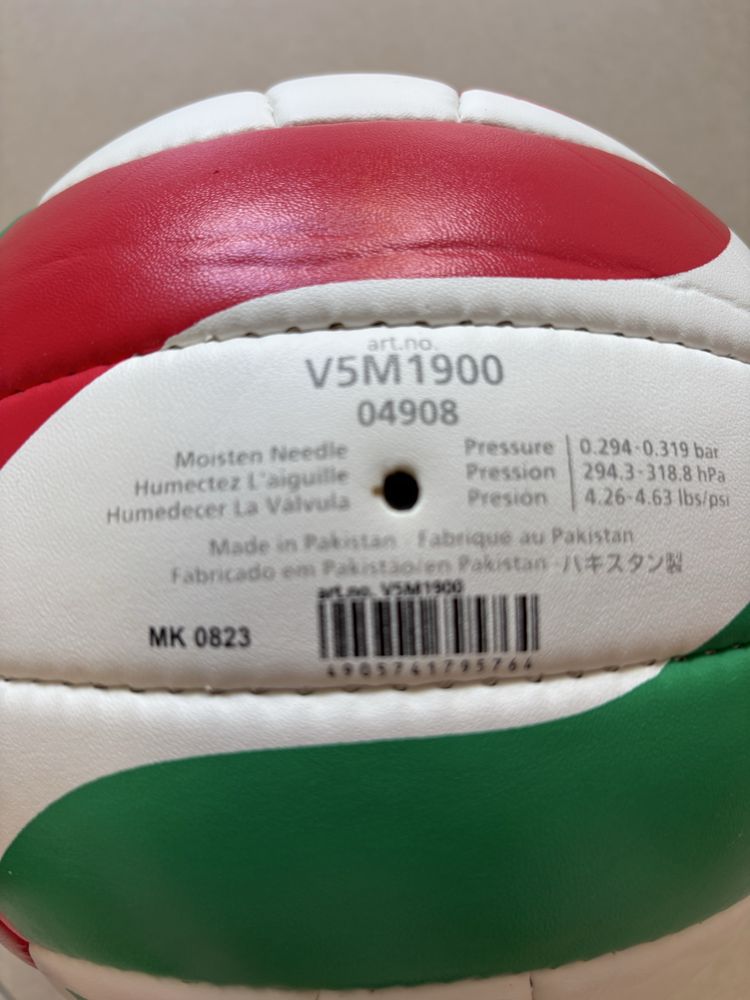 art.no.
V5M1900
04908
Moisten Needle
Humectez L'aiguille
Humedecer La Válvula
Pressure 0.294-0.319 bar
Pression 294.3-318.8 hPa
Presión 4.26-4.63 lbs/psi
Made in Pakistan Fabriqué au Pakistan
Fabricado em Pakistão/en Pakistan · パキスタン製
art.no. V5M1900
MK 0823
4905741795764